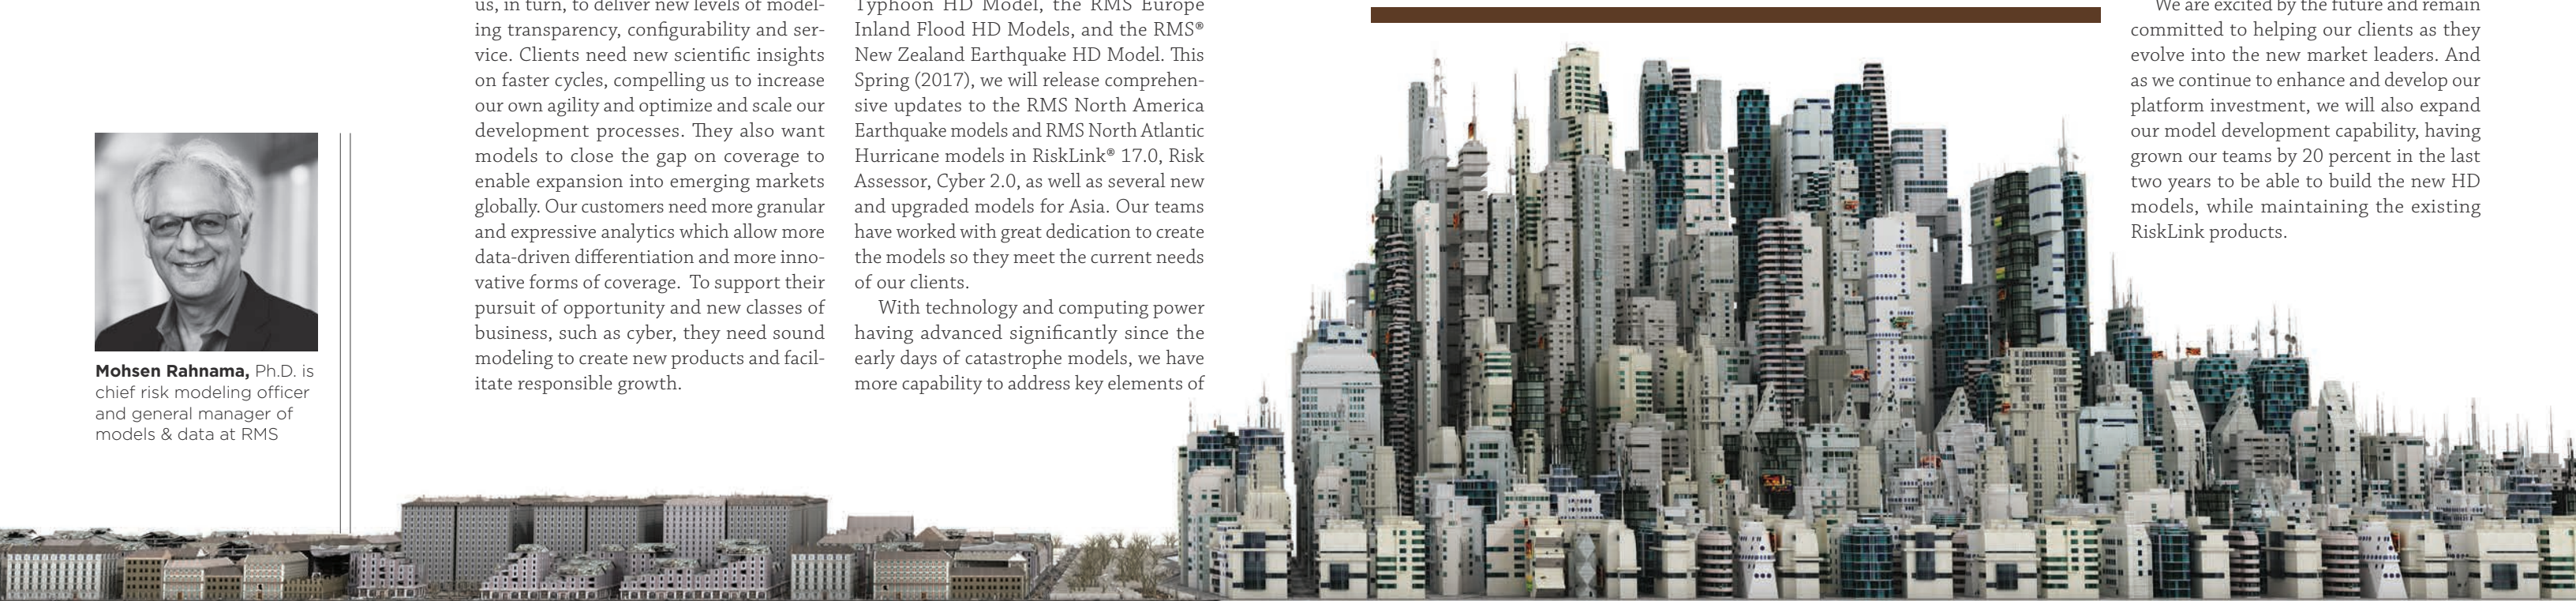 Mohsen Rahnama, Ph.D. is
chief risk modeling officer
and general manager of
models & data at RMS
us, in turn, to deliver new levels of model-
ing transparency, configurability and ser-
vice. Clients need new scientific insights
on faster cycles, compelling us to increase
our own agility and optimize and scale our
development processes. They also want
models to close the gap on coverage to
enable expansion into emerging markets
globally. Our customers need more granular
and expressive analytics which allow more
data-driven differentiation and more inno-
vative forms of coverage. To support their
pursuit of opportunity and new classes of
business, such as cyber, they need sound
modeling to create new products and facil-
itate responsible growth.
Typhoon HD Model, the RMS Europe
Inland Flood HD Models, and the RMS®
New Zealand Earthquake HD Model. This
Spring (2017), we will release comprehen-
sive updates to the RMS North America
Earthquake models and RMS North Atlantic
Hurricane models in RiskLink® 17.0, Risk
Assessor, Cyber 2.0, as well as several new
and upgraded models for Asia. Our teams
have worked with great dedication to create
the models so they meet the current needs
of our clients.
With technology and computing power
having advanced significantly since the
early days of catastrophe models, we have
more capability to address key elements of
We are excited by the future and remain
committed to helping our clients as they
evolve into the new market leaders. And
as we continue to enhance and develop our
platform investment, we will also expand
our model development capability, having
grown our teams by 20 percent in the last
two years to be able to build the new HD
models, while maintaining the existing
RiskLink products.